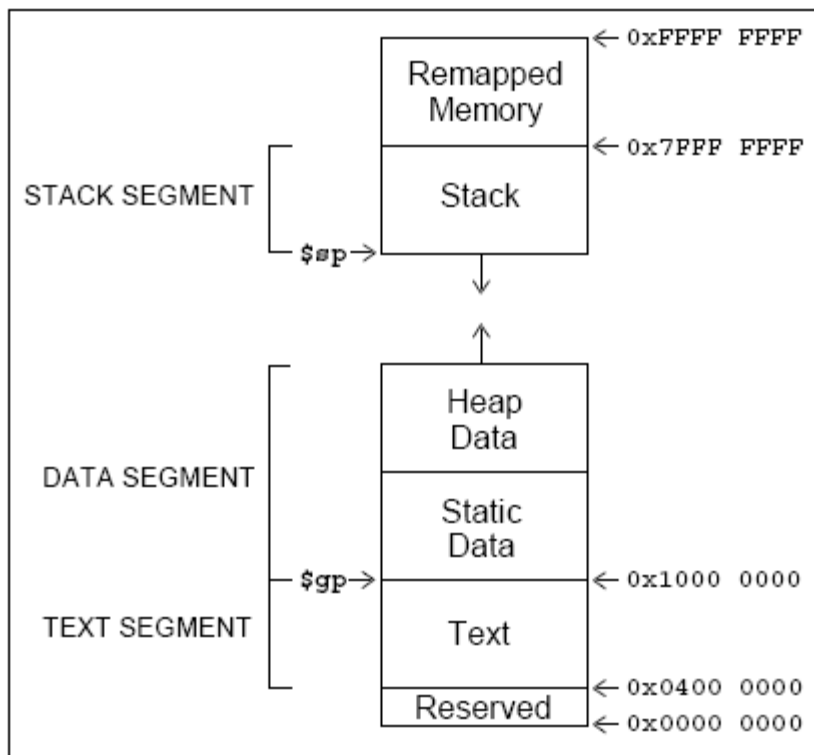 0xFFFF FFFF
Remapped
Memory
0x7FFF FFFF
STACK SEGMENT
Stack
$sp
Heap
Data
DATA SEGMENT
Static
Data
$gp
0x1000 0000
TEXT SEGMENT
Text
0x0400 0000
Reserved
0x0000 0000